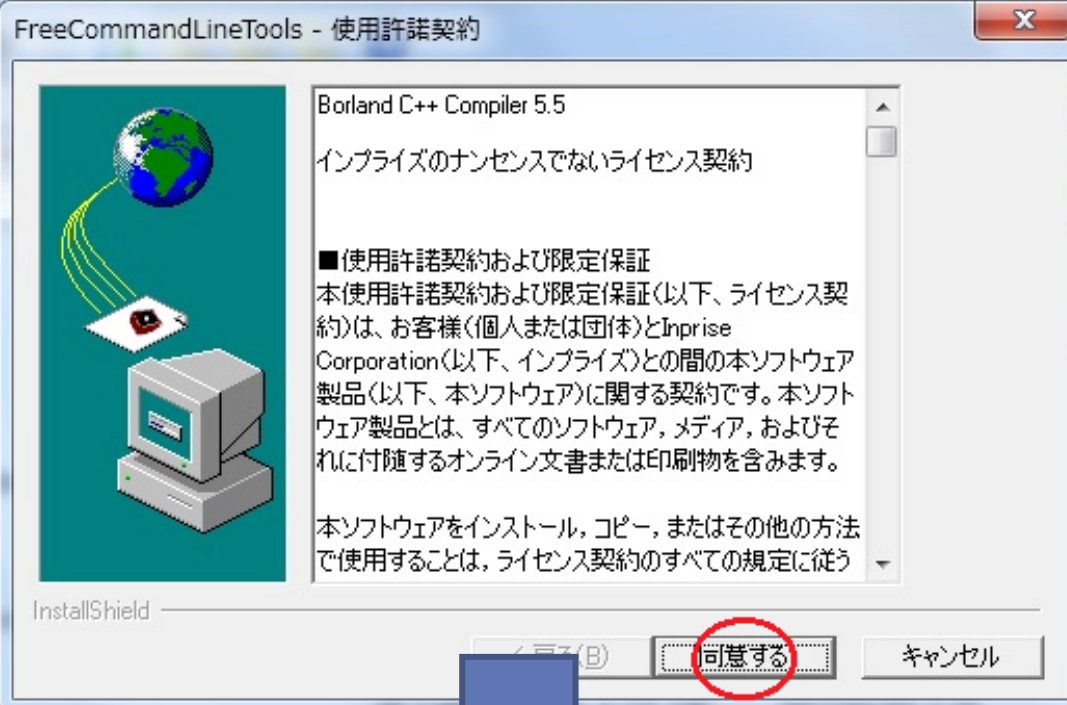 FreeCommandLineTools - 使用許諾契約
Borland C++ Compiler 5.5
インプライズのナンセンスでないライセンス契約
■使用許諾契約および限定保証
本使用許諾契約および限定保証(以下、ライセンス契
約)は、お客様(個人または団体)とInprise
Corporation(以下、インプライズ)との間の本ソフトウェア
製品(以下、本ソフトウェア)に関する契約です。本ソフト
ウェア製品とは、すべてのソフトウェア,メディア,およびそ
れに付随するオンライン文書または印刷物を含みます。
本ソフトウェアをインストール,コピー,またはその他の方法
で使用することは,ライセンス契約のすべての規定に従う
InstallShield
(B)
同意する
キャンセル